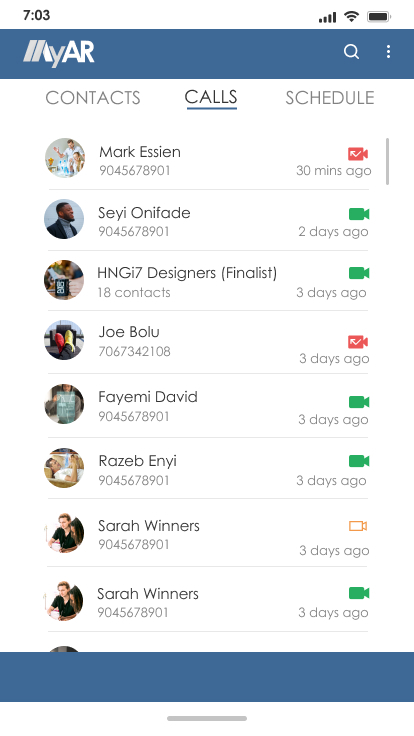 7:03
MyAR
CONTACTS CALLS SCHEDULE
Mark Essien
9045678901 30 mins ago
Seyi Onifade
9045678901 2 days ago
HNGi7 Designers (Finalist)
18 contacts 3 days ago
Joe Bolu
7067342108 3 days ago
Fayemi David
9045678901 3 days ago
Razeb Enyi
9045678901 3 days ago
Sarah Winners
9045678901 3 days ago
Sarah Winners
9045678901 3 days ago